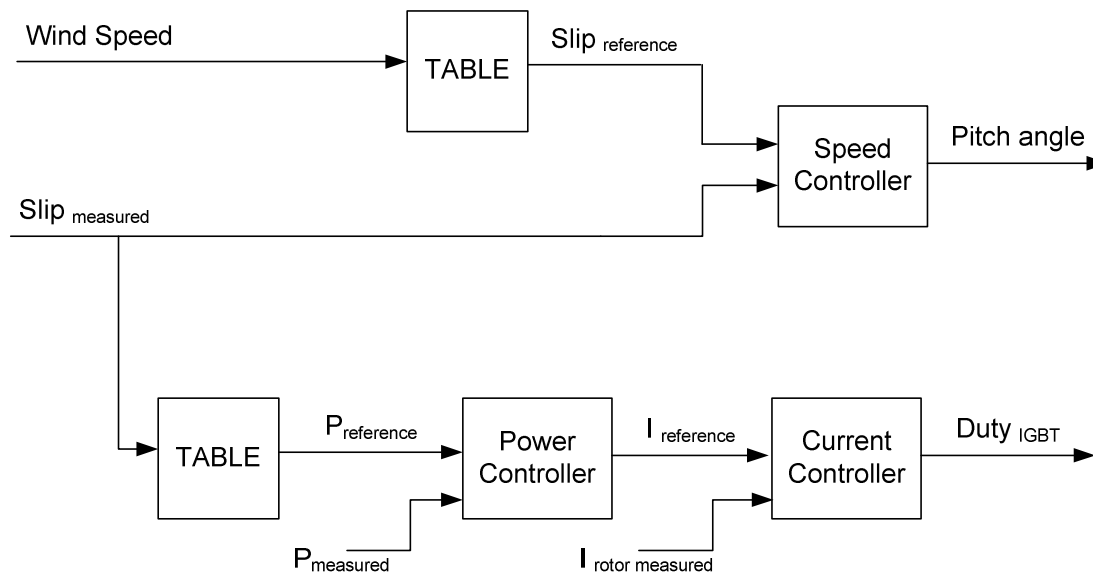 Wind Speed
TABLE
Slip reference
Speed
Controller
Pitch angle
Slip measured
TABLE
P reference
Power
Controller
I reference
Current
Controller
Duty IGBT
P measured
I rotor measured